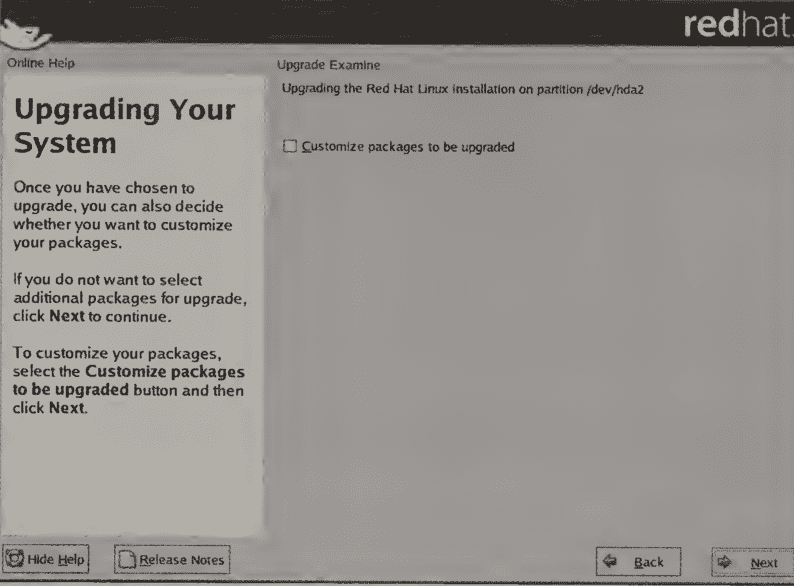 redhat.
Online Help
Upgrading Your
System
Once you have chosen to
upgrade, you can also decide
whether you want to customize
your packages.
If you do not want to select
additional packages for upgrade,
click Next to continue.
To customize your packages,
select the Customize packages
to be upgraded button and then
click Next.
Upgrade Examine
Upgrading the Red Hat Linux installation on partition /dev/hda2
Customize packages to be upgraded
Hide Help
Release Notes
Back
Next